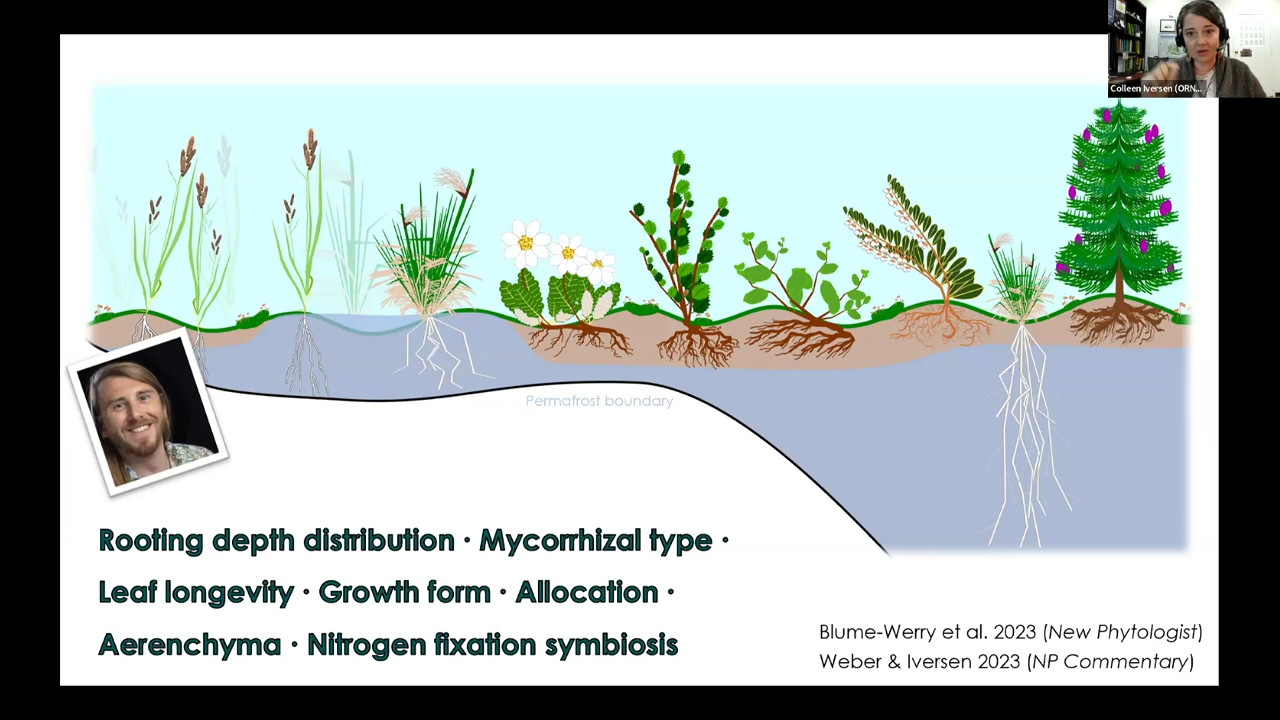 Colleen Iversen (ORN...
Permafrost boundary
Rooting depth distribution · Mycorrhizal type ·
Leaf longevity · Growth form · Allocation ·
Aerenchyma · Nitrogen fixation symbiosis
Blume-Werry et al. 2023 (New Phytologist)
Weber & Iversen 2023 (NP Commentary)